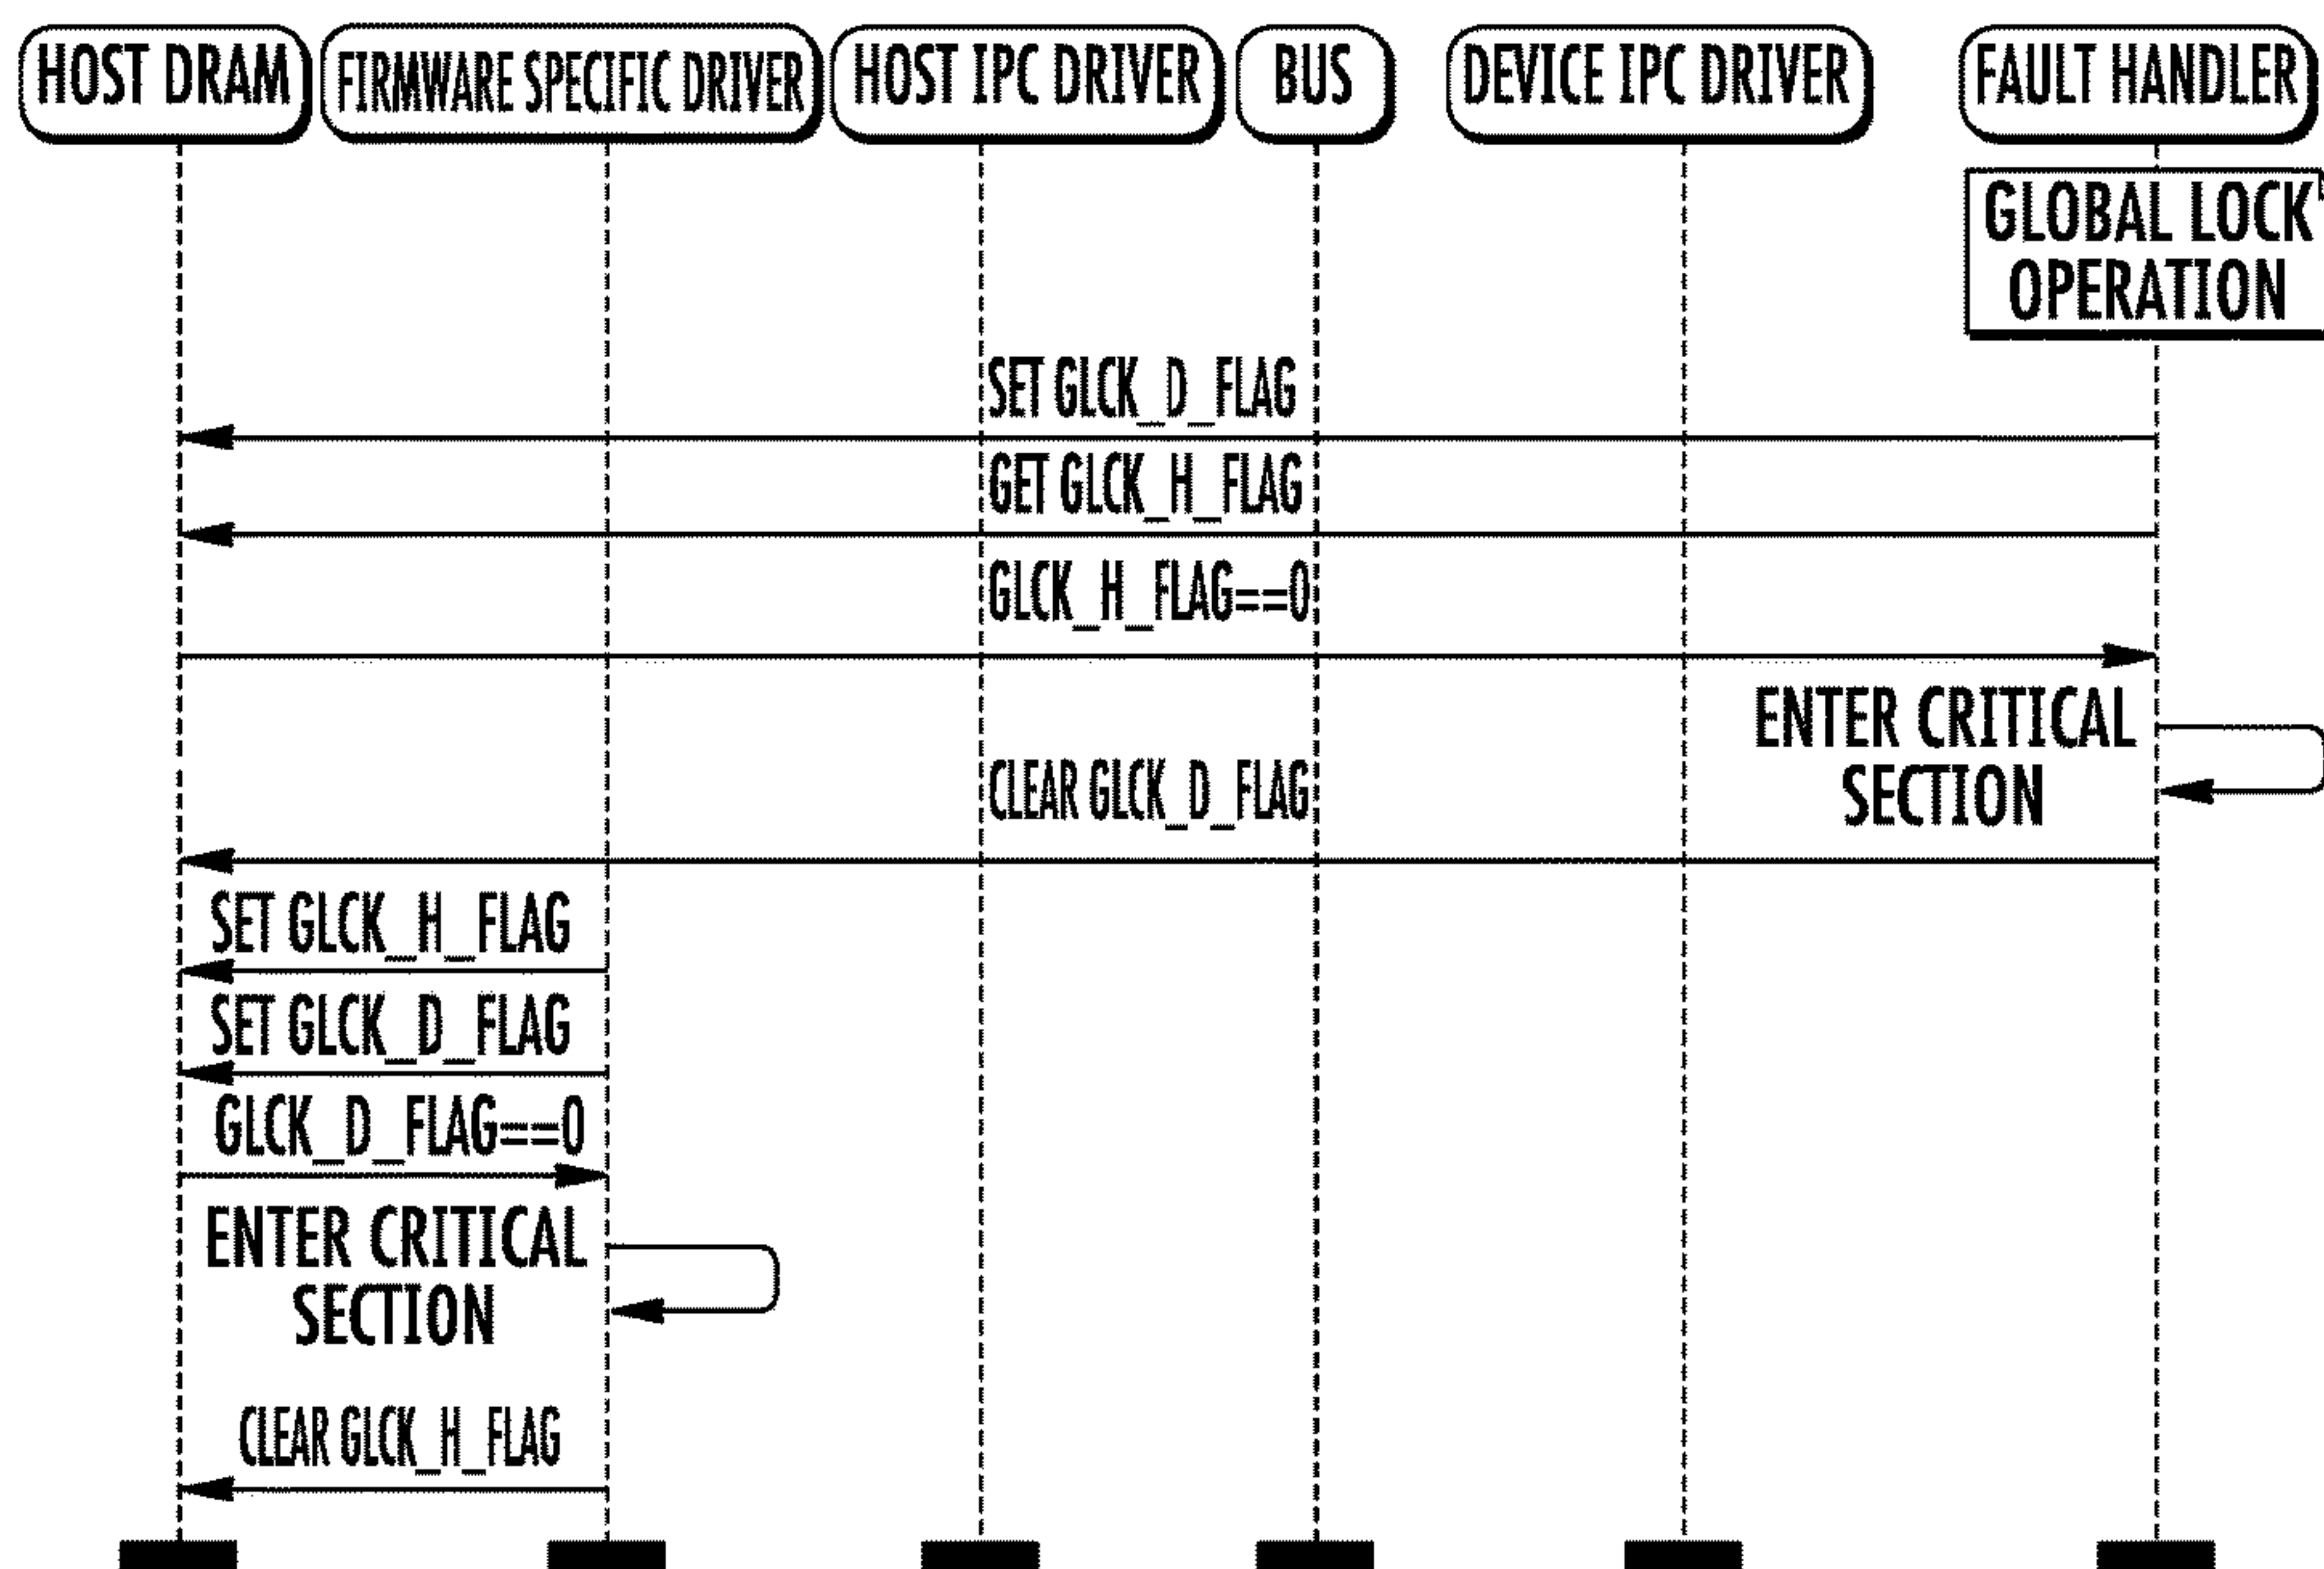 HOST DRAM
FIRMWARE SPECIFIC DRIVER
HOST IPC DRIVER
BUS
DEVICE IPC DRIVER
FAULT HANDLER
GLOBAL LOCK
OPERATION
SET GLCK_D_FLAG
GET GLCK_H_FLAG
GLCK_H_FLAG==0
ENTER CRITICAL
SECTION
CLEAR GLCK_D_FLAG
SET GLCK_H_FLAG
SET GLCK_D_FLAG
GLCK_D_FLAG==0
ENTER CRITICAL
SECTION
CLEAR GLCK_H_FLAG